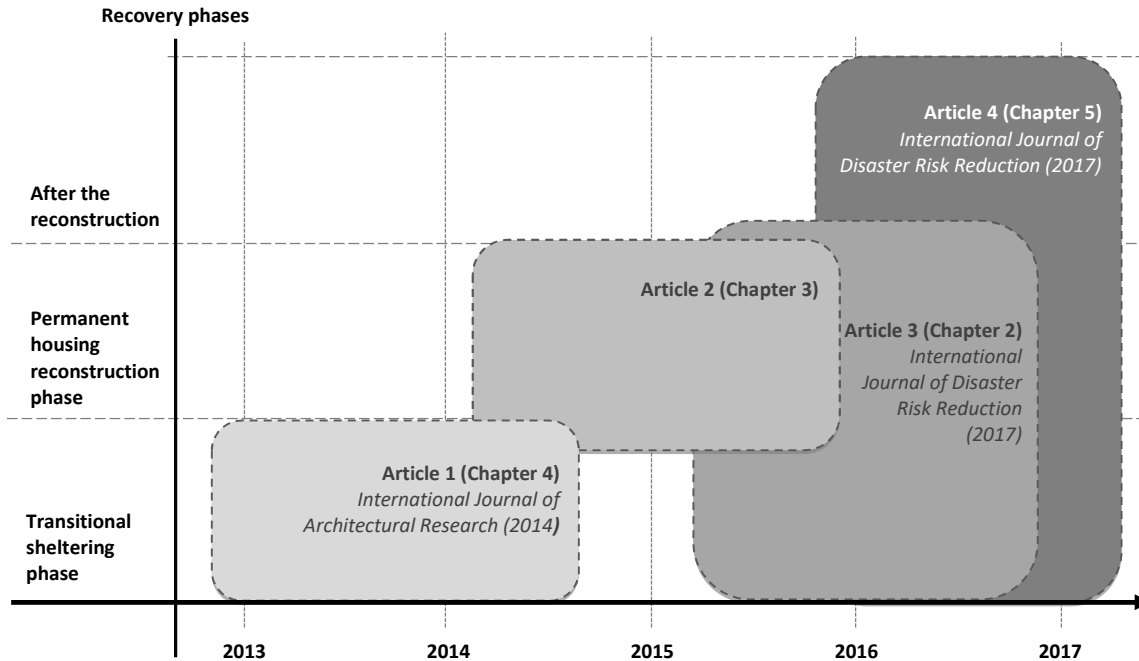 Recovery phases
Article 4 (Chapter 5)
International Journal of
Disaster Risk Reduction (2017)
After the
reconstruction
Article 2 (Chapter 3)
Permanent
housing
reconstruction
phase
Article 3 (Chapter 2)
International
Journal of Disaster
Risk Reduction
(2017)
Article 1 (Chapter 4)
International Journal of
Architectural Research (2014)
Transitional
sheltering
phase
2013
2014
2015
2016
2017